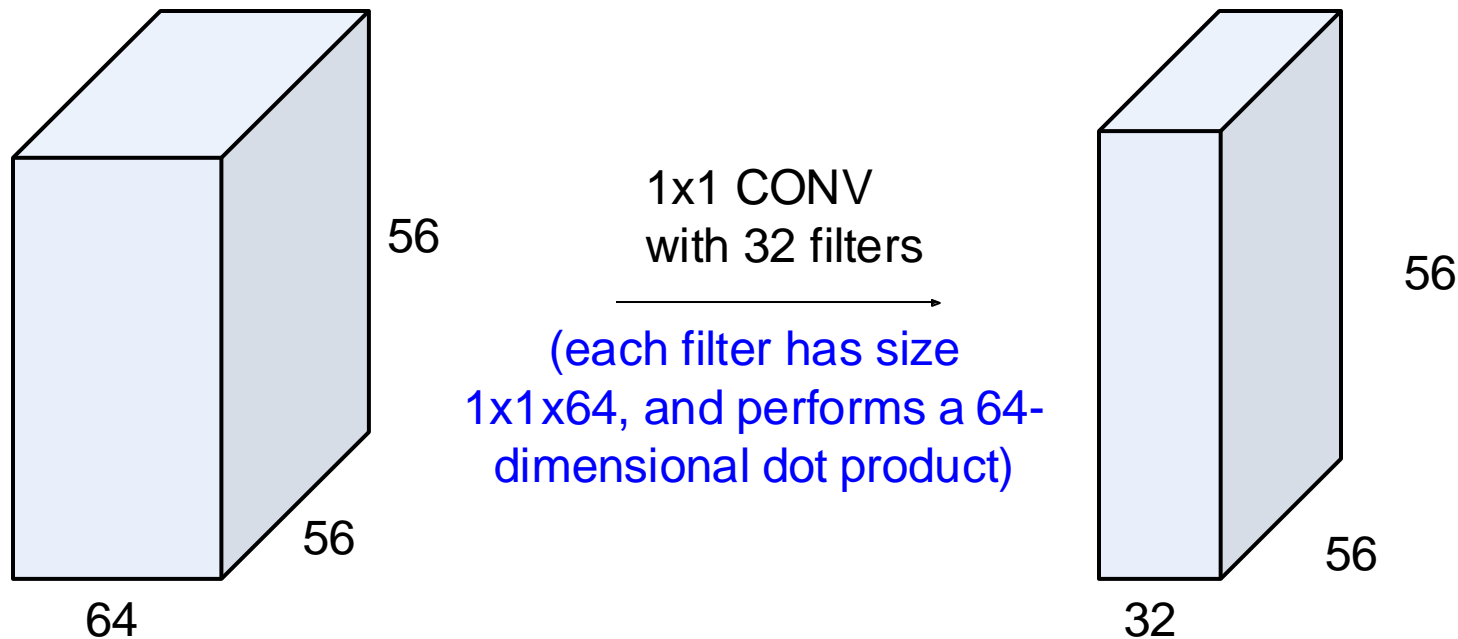 56
56
64
1x1 CONV
with 32 filters
(each filter has size
1x1x64, and performs a 64-
dimensional dot product)
56
56
32